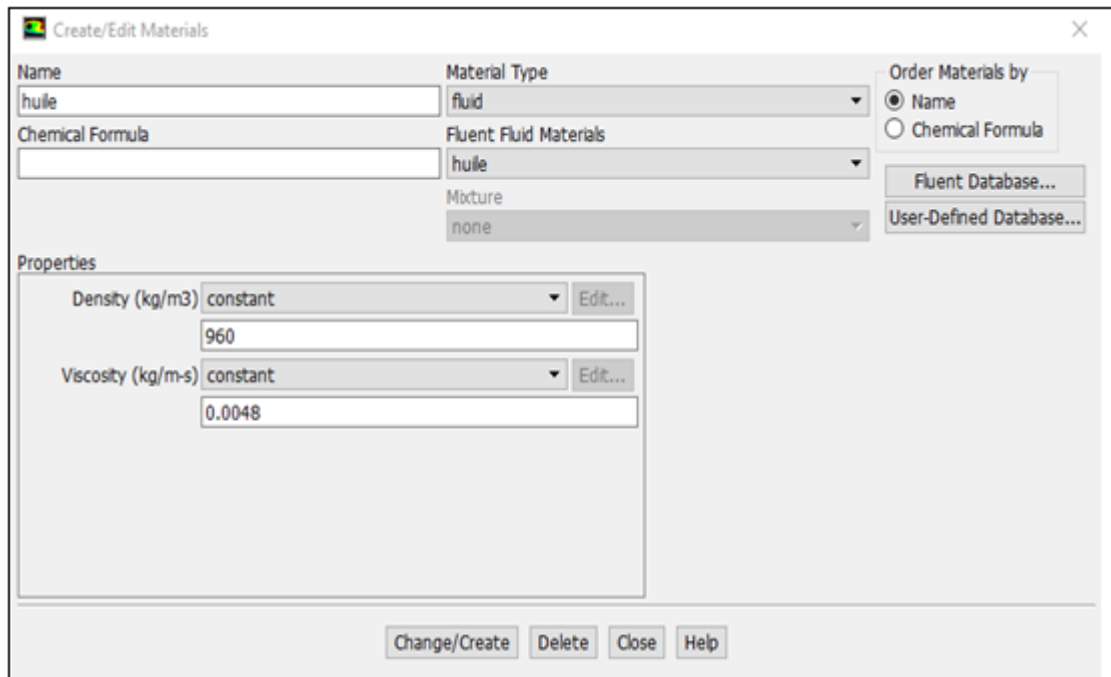 Create/Edit Materials
Name
huile
Chemical Formula
Material Type
fluid
Fluent Fluid Materials
huile
Mixture
none
Order Materials by
Name
Chemical Formula
Fluent Database...
User-Defined Database...
Properties
Density (kg/m3) constant Edit...
960
Viscosity (kg/m-s) constant Edit...
0.0048
Change/Create Delete Close Help